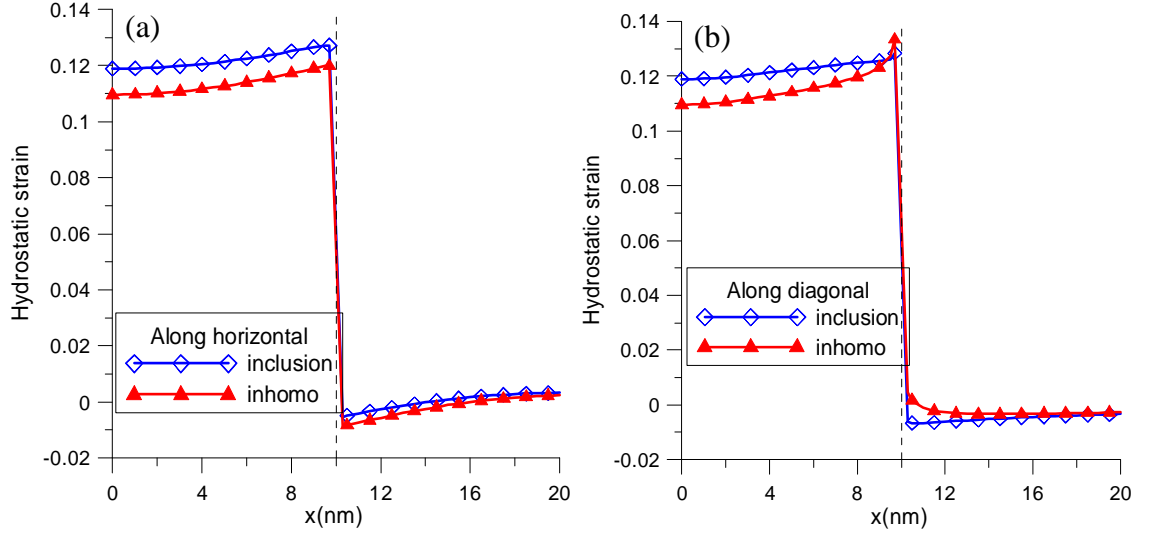 (a)
Hydrostatic strain
0.14
0.12
0.1
0.08
0.06
0.04
0.02
0
-0.02
Along horizontal
inclusion
inhomo
0 4 8 12 16 20
x(nm)
(b)
Hydrostatic strain
0.14
0.12
0.1
0.08
0.06
0.04
0.02
0
-0.02
Along diagonal
inclusion
inhomo
0 4 8 12 16 20
x(nm)